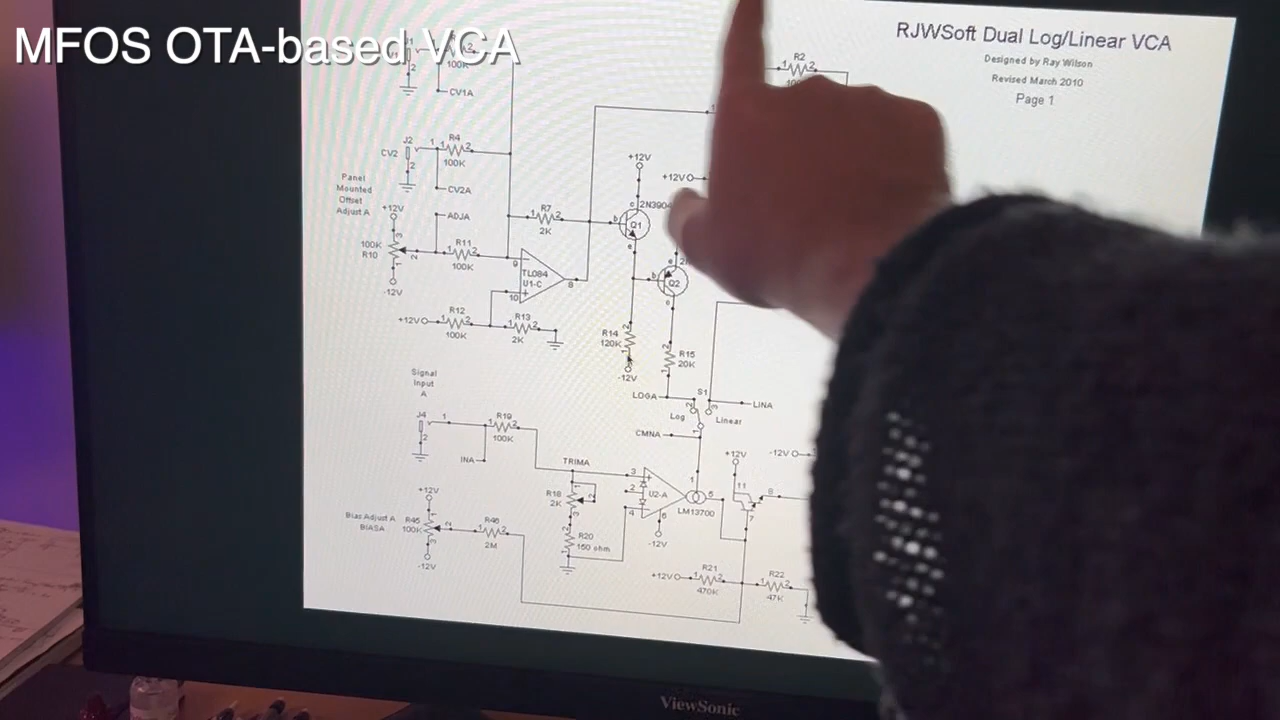 MFOS OTA-based VCA
RJWSoft Dual Log/Linear VCA
Designed by Ray Wilson
Revised March 2010
Page 1
100K
CV1A
R2
J2
CV2
R4
100K
CV2A
Panel
Mounted
Offset
Adjust A
+12V
ADJA
100K
R10
-12V
R11
100K
R7
2K
+12V
2N3904
Q1
+12V
TL084
U1-C
Q2
+12V
R12
100K
R13
2K
R14
120K
-12V
R15
20K
LOGA
S1
LINA
Log
Linear
CMNA
Signal
Input
A
J4
R19
100K
INA
TRIMA
R18
2K
R20
150 ohm
U2-A
LM13700
-12V
+12V
-12V
+12V
Bias Adjust A
BIASA
R45
100K
-12V
R46
2M
+12V
R21
470K
R22
47K
ViewSonic